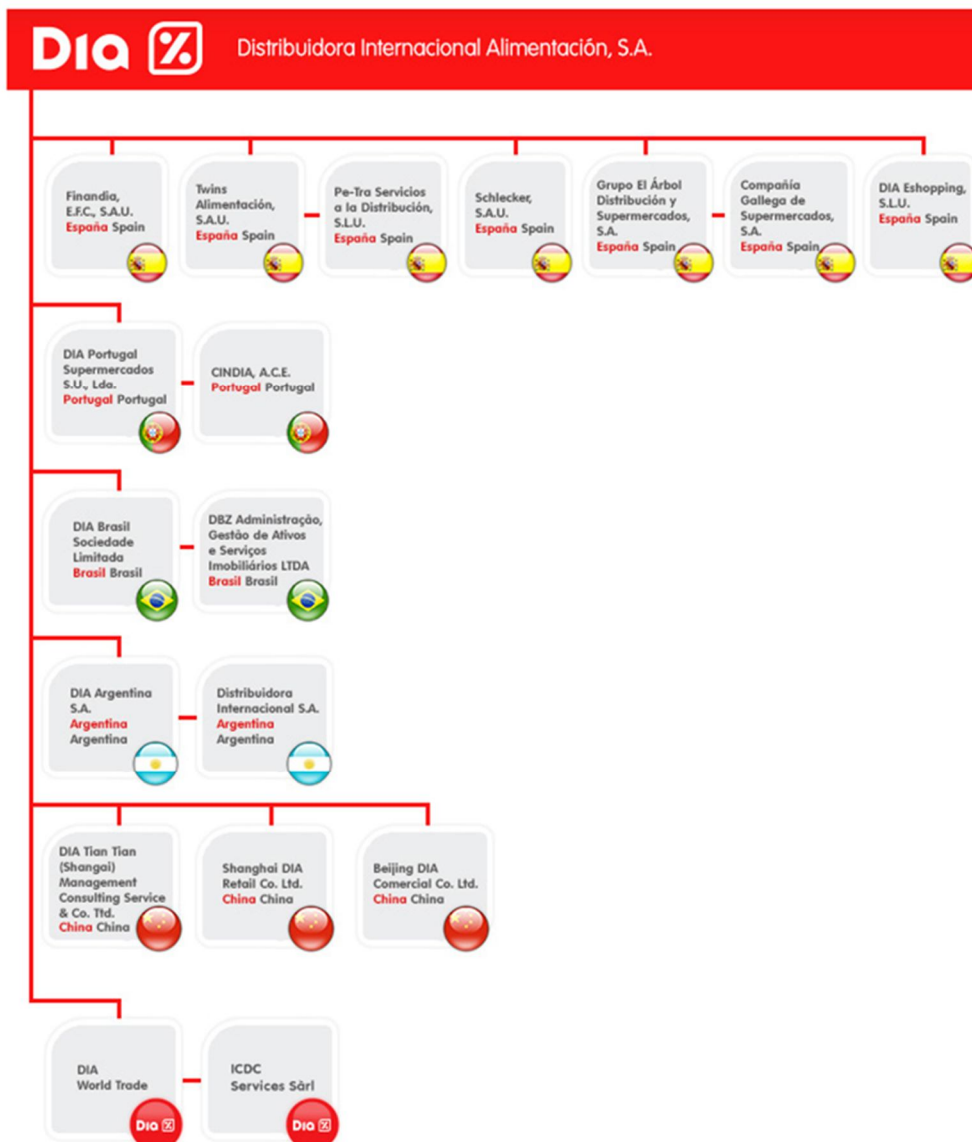 DIA %
Distribuidora Internacional Alimentación, S.A.
Finandia,
E.F.C., S.A.U.
España Spain
Twins
Alimentación,
S.A.U.
España Spain
Pe-Tra Servicios
a la Distribución,
S.L.U.
España Spain
Schlecker,
S.A.U.
España Spain
Grupo El Árbol
Distribución y
Supermercados,
S.A.
España Spain
Compañía
Gallega de
Supermercados,
S.A.
España Spain
DIA Eshopping,
S.L.U.
España Spain
DIA Portugal
Supermercados
S.U., Lda.
Portugal Portugal
CINDIA, A.C.E.
Portugal Portugal
DIA Brasil
Sociedade
Limitada
Brasil Brasil
DBZ Administração,
Gestão de Ativos
e Serviços
Imobiliários LTDA
Brasil Brasil
DIA Argentina
S.A.
Argentina
Argentina
Distribuidora
Internacional S.A.
Argentina
Argentina
DIA Tian Tian
(Shangai)
Management
Consulting Service
& Co. Ttd.
China China
Shanghai DIA
Retail Co. Ltd.
China China
Beijing DIA
Comercial Co. Ltd.
China China
DIA
World Trade
DIA %
ICDC
Services Sàrl
DIA %